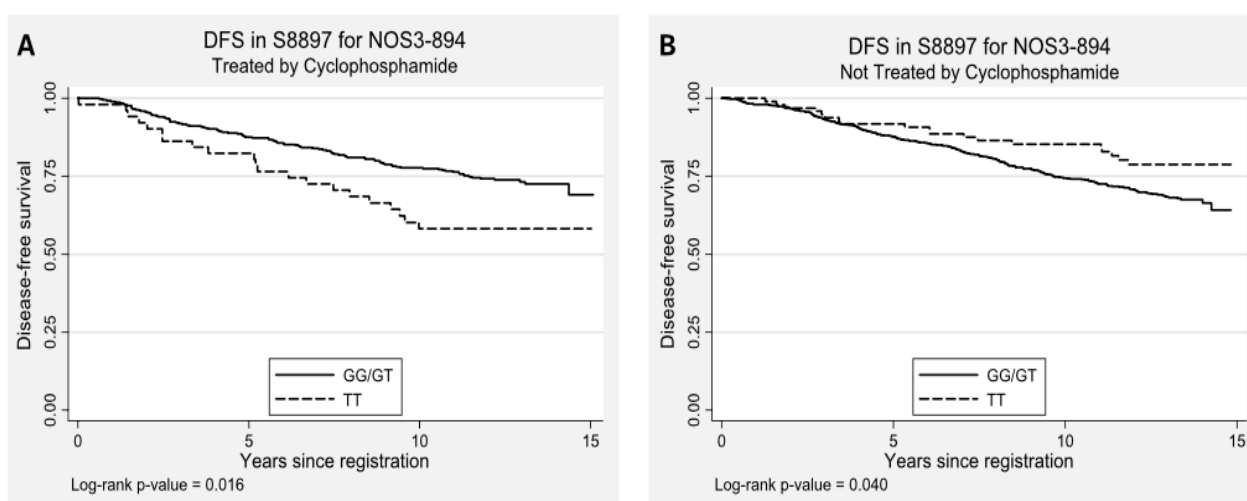 A
DFS in S8897 for NOS3-894
Treated by Cyclophosphamide
Disease-free survival
1.00
0.75
0.50
0.25
0.00
GG/GT
TT
0 5 10 15
Years since registration
Log-rank p-value = 0.016
B
DFS in S8897 for NOS3-894
Not Treated by Cyclophosphamide
Disease-free survival
1.00
0.75
0.50
0.25
0.00
GG/GT
TT
0 5 10 15
Years since registration
Log-rank p-value = 0.040